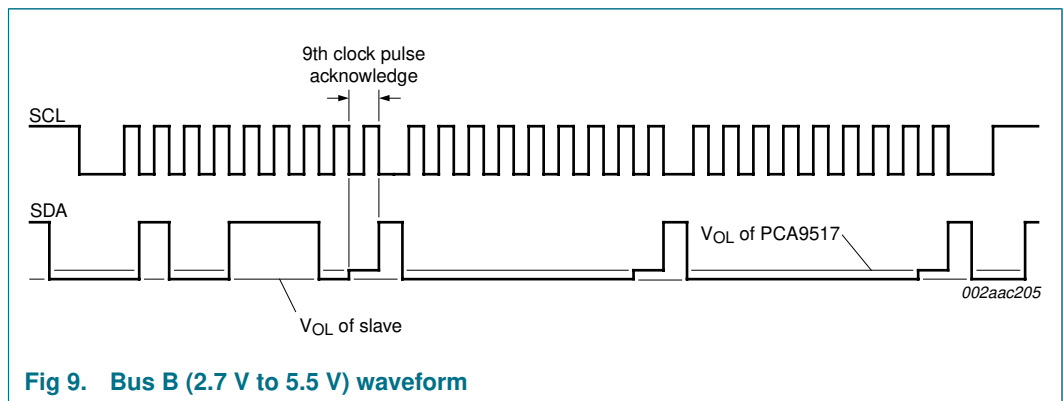 9th clock pulse
acknowledge
SCL
SDA
VOL of PCA9517
002aac205
VOL of slave
Fig 9. Bus B (2.7 V to 5.5 V) waveform